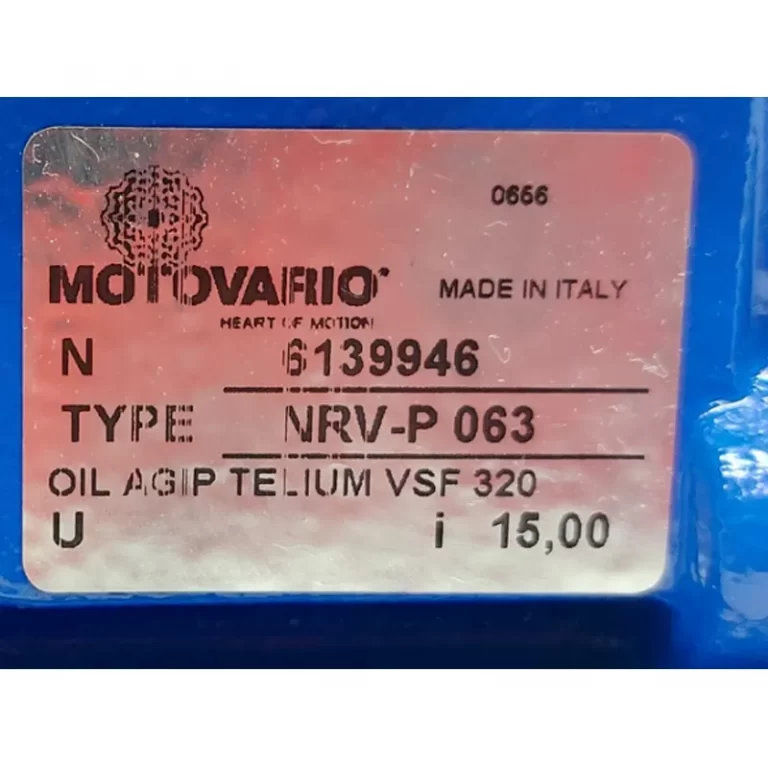 0666
MOTOVARIO
MADE IN ITALY
HEART OF MOTION
N 6139946
TYPE NRV-P 063
OIL AGIP TELIUM VSF 320
U i 15,00